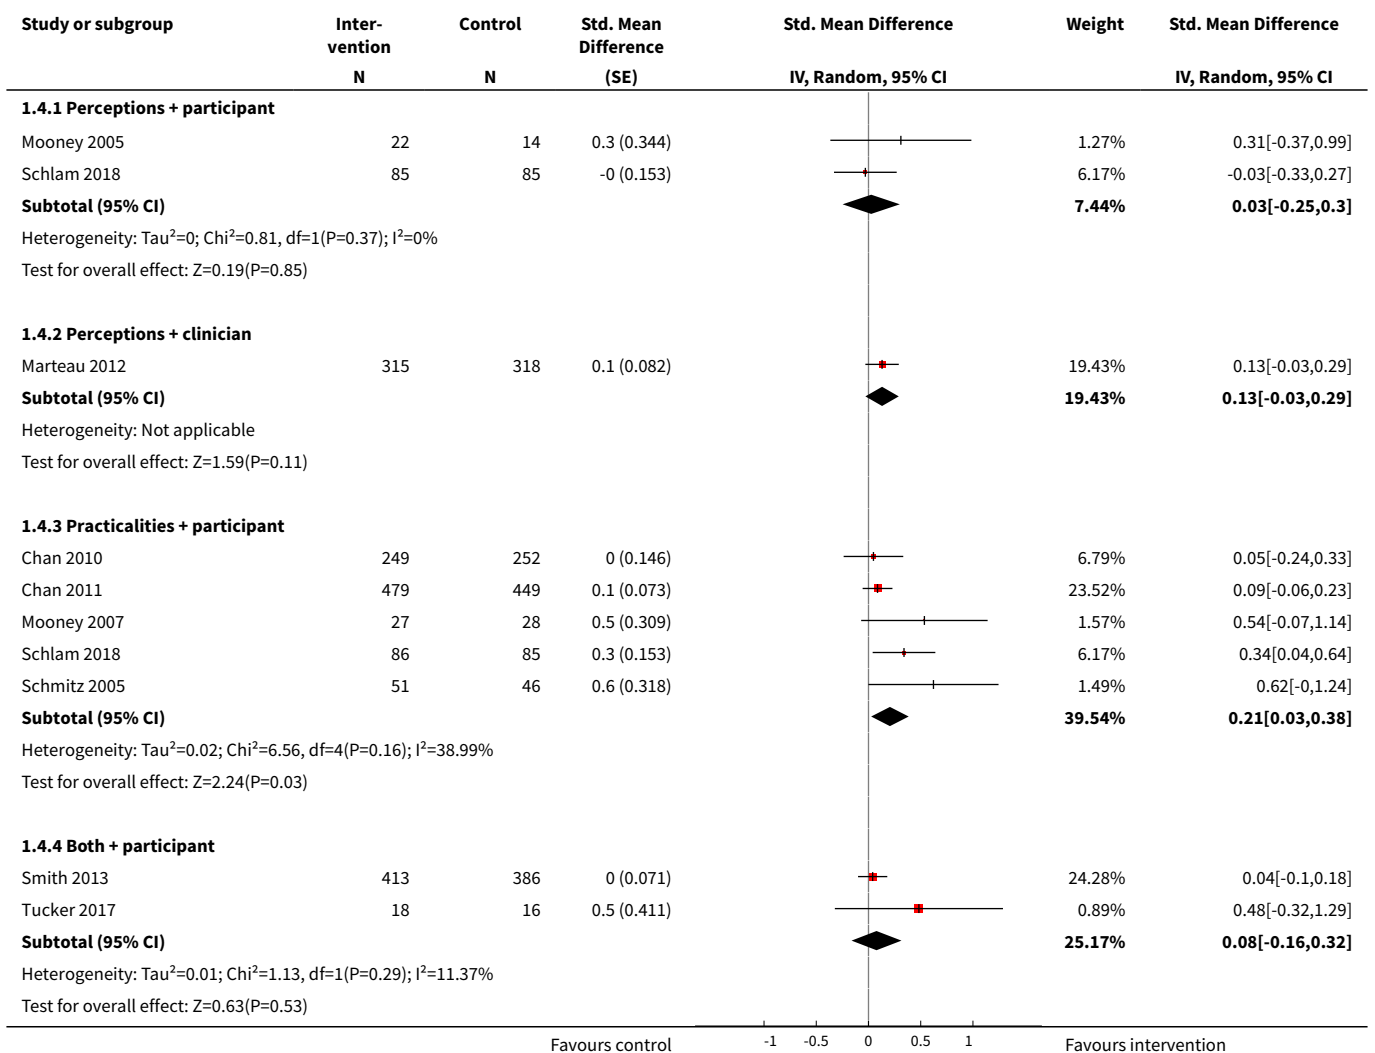 Study or subgroup Inter- Control Std. Mean Std. Mean Difference Weight Std. Mean Difference
vention Difference
N N (SE) IV, Random, 95% CI IV, Random, 95% CI
1.4.1 Perceptions + participant
Mooney 2005 22 14 0.3 (0.344) 1.27% 0.31[-0.37,0.99]
Schlam 2018 85 85 -0 (0.153) 6.17% -0.03[-0.33,0.27]
Subtotal (95% CI) 7.44% 0.03[-0.25,0.3]
Heterogeneity: Tau²=0; Chi²=0.81, df=1(P=0.37); I²=0%
Test for overall effect: Z=0.19(P=0.85)
1.4.2 Perceptions + clinician
Marteau 2012 315 318 0.1 (0.082) 19.43% 0.13[-0.03,0.29]
Subtotal (95% CI) 19.43% 0.13[-0.03,0.29]
Heterogeneity: Not applicable
Test for overall effect: Z=1.59(P=0.11)
1.4.3 Practicalities + participant
Chan 2010 249 252 0 (0.146) 6.79% 0.05[-0.24,0.33]
Chan 2011 479 449 0.1 (0.073) 23.52% 0.09[-0.06,0.23]
Mooney 2007 27 28 0.5 (0.309) 1.57% 0.54[-0.07,1.14]
Schlam 2018 86 85 0.3 (0.153) 6.17% 0.34[0.04,0.64]
Schmitz 2005 51 46 0.6 (0.318) 1.49% 0.62[-0,1.24]
Subtotal (95% CI) 39.54% 0.21[0.03,0.38]
Heterogeneity: Tau²=0.02; Chi²=6.56, df=4(P=0.16); I²=38.99%
Test for overall effect: Z=2.24(P=0.03)
1.4.4 Both + participant
Smith 2013 413 386 0 (0.071) 24.28% 0.04[-0.1,0.18]
Tucker 2017 18 16 0.5 (0.411) 0.89% 0.48[-0.32,1.29]
Subtotal (95% CI) 25.17% 0.08[-0.16,0.32]
Heterogeneity: Tau²=0.01; Chi²=1.13, df=1(P=0.29); I²=11.37%
Test for overall effect: Z=0.63(P=0.53)
Favours control -1 -0.5 0 0.5 1 Favours intervention